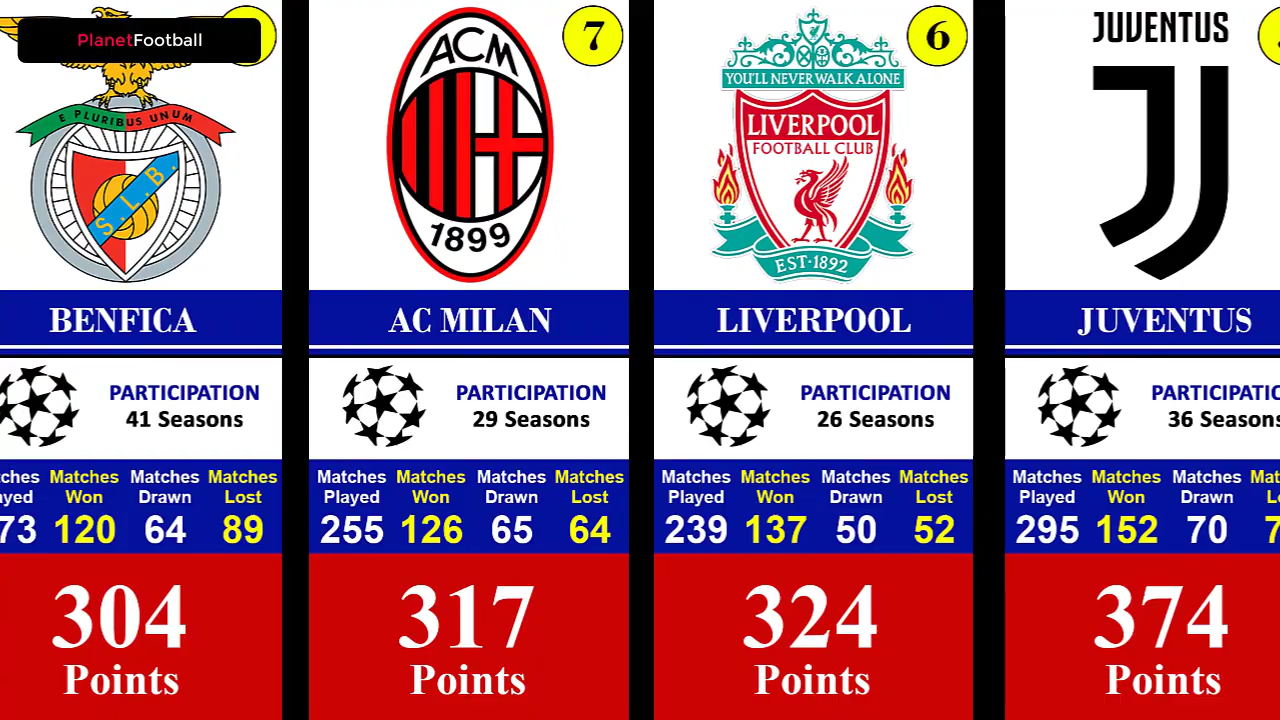 PlanetFootball
E PLURIBUS UNUM
S.L.B.
BENFICA
PARTICIPATION
41 Seasons
Matches Won
Matches Drawn
Matches Lost
120
64
89
304
Points
7
ACM
1899
AC MILAN
PARTICIPATION
29 Seasons
Matches Played
Matches Won
Matches Drawn
Matches Lost
255
126
65
64
317
Points
6
YOU'LL NEVER WALK ALONE
LIVERPOOL
FOOTBALL CLUB
EST·1892
LIVERPOOL
PARTICIPATION
26 Seasons
Matches Played
Matches Won
Matches Drawn
Matches Lost
239
137
50
52
324
Points
JUVENTUS
JUVENTUS
36 Seasons
Matches Played
Matches Won
Matches Drawn
295
152
70
374
Points